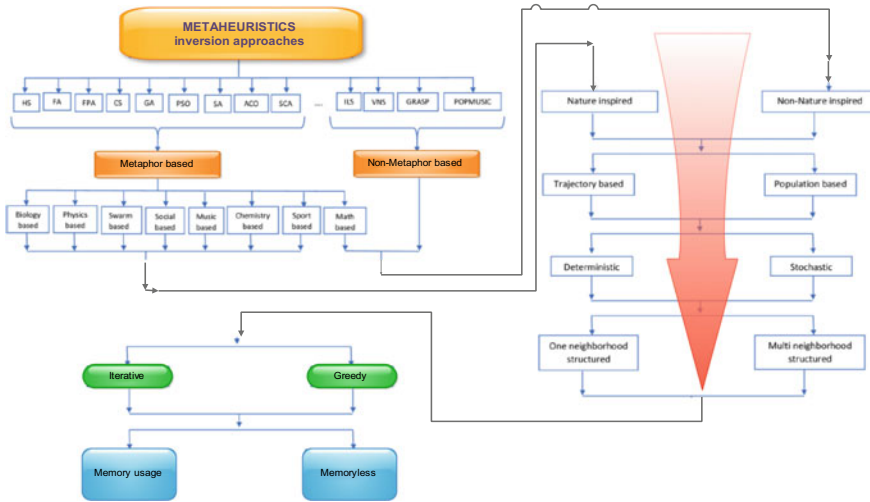 METAHEURISTICS
inversion approaches
HS FA FPA CS GA PSO SA ACO SCA .... ILS VNS GRASP POPMUSIC
Metaphor based
Non-Metaphor based
Biology
based
Physics
based
Swarm
based
Social
based
Music
based
Chemistry
based
Sport
based
Math
based
Nature inspired
Non-Nature inspired
Trajectory based
Population based
Deterministic
Stochastic
One neighborhood
structured
Multi neighborhood
structured
Iterative
Greedy
Memory usage
Memoryless